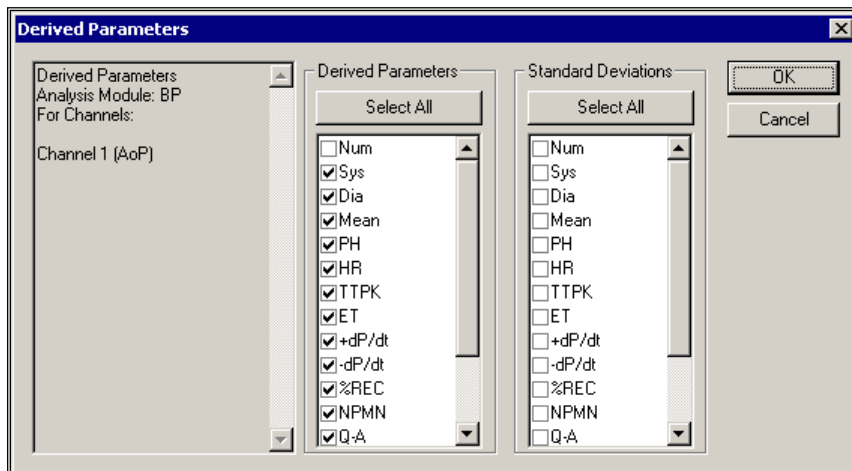 Derived Parameters
Derived Parameters
Analysis Module: BP
For Channels:
Channel 1 (AoP)
Derived Parameters
Select All
Num
Sys
Dia
Mean
PH
HR
TTPK
ET
+dP/dt
-dP/dt
%REC
NPMN
Q-A
Standard Deviations
Select All
Num
Sys
Dia
Mean
PH
HR
TTPK
ET
+dP/dt
-dP/dt
%REC
NPMN
Q-A
OK
Cancel